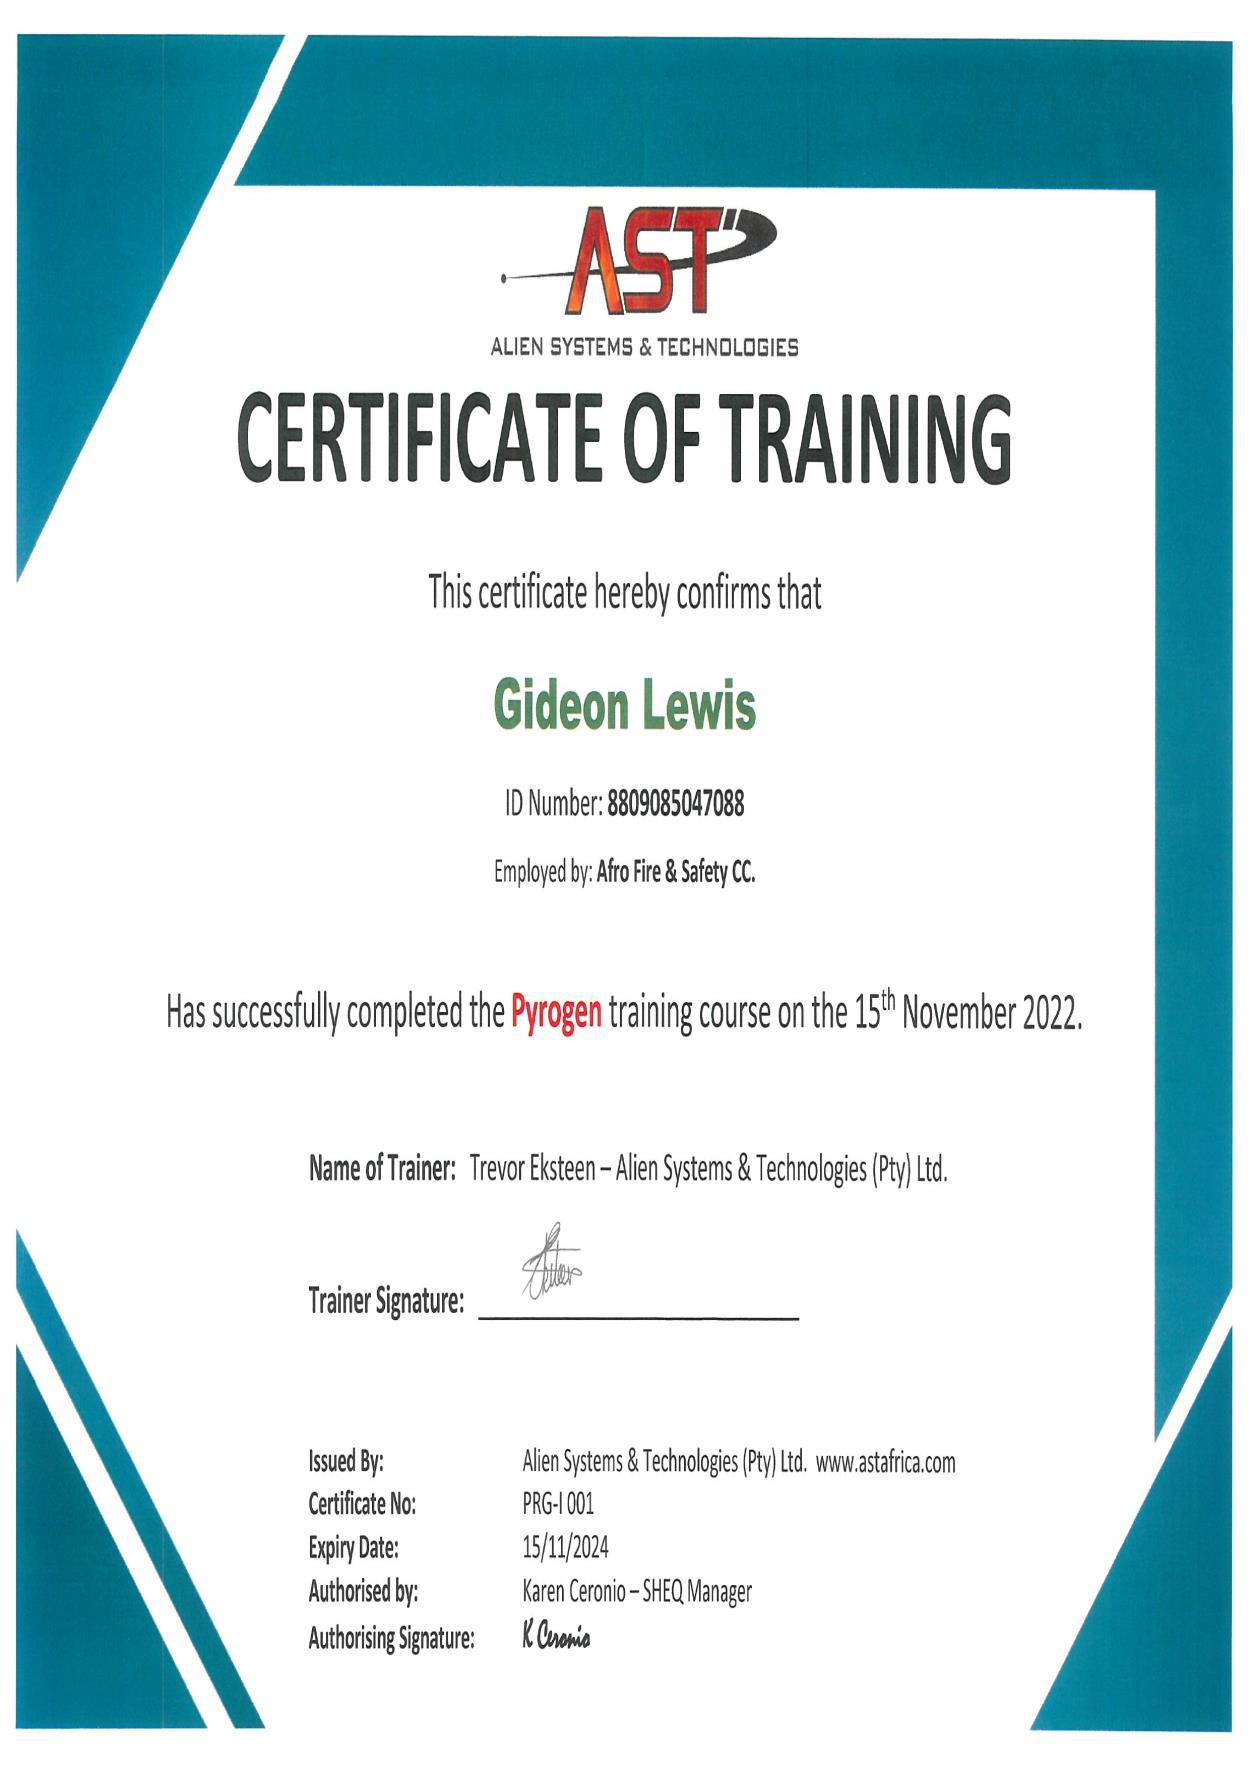 AST
ALIEN SYSTEMS & TECHNOLOGIES
CERTIFICATE OF TRAINING
This certificate hereby confirms that
Gideon Lewis
ID Number: 8809085047088
Employed by: Afro Fire & Safety CC.
Has successfully completed the Pyrogen training course on the 15th November 2022.
Name of Trainer: Trevor Eksteen – Alien Systems & Technologies (Pty) Ltd.
Trainer Signature:
Issued By: Alien Systems & Technologies (Pty) Ltd. www.astafrica.com
Certificate No: PRG-I 001
Expiry Date: 15/11/2024
Authorised by: Karen Ceronio – SHEQ Manager
Authorising Signature: K Ceronio